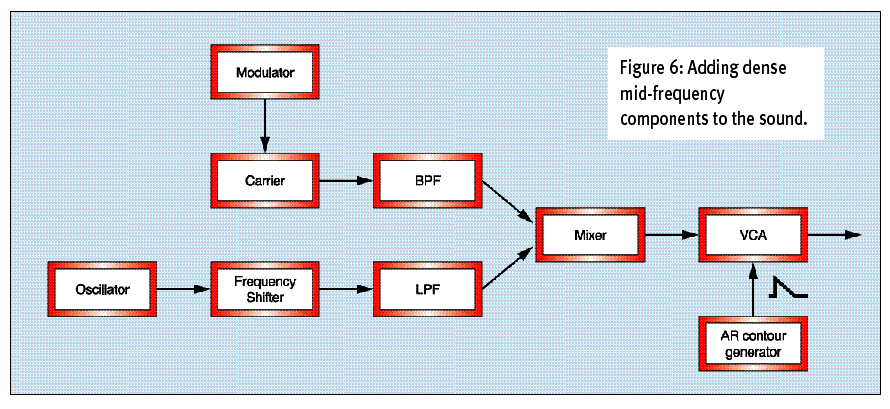 Figure 6: Adding dense
mid-frequency
components to the sound.
Modulator
Carrier
BPF
Mixer
VCA
Oscillator
Frequency
Shifter
LPF
AR contour
generator